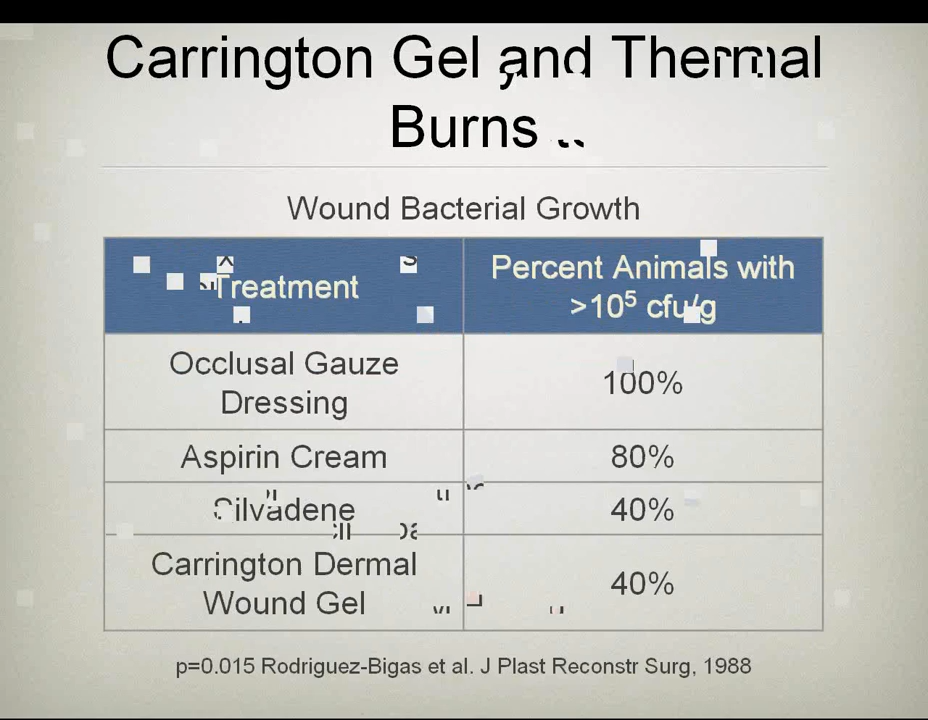 Carrington Gel and Thermal
Burns
Wound Bacterial Growth
Treatment
Percent Animals with
>10⁵ cfu/g
Occlusal Gauze
Dressing
100%
Aspirin Cream
80%
Silvadene
40%
Carrington Dermal
Wound Gel
40%
p=0.015 Rodriguez-Bigas et al. J Plast Reconstr Surg, 1988